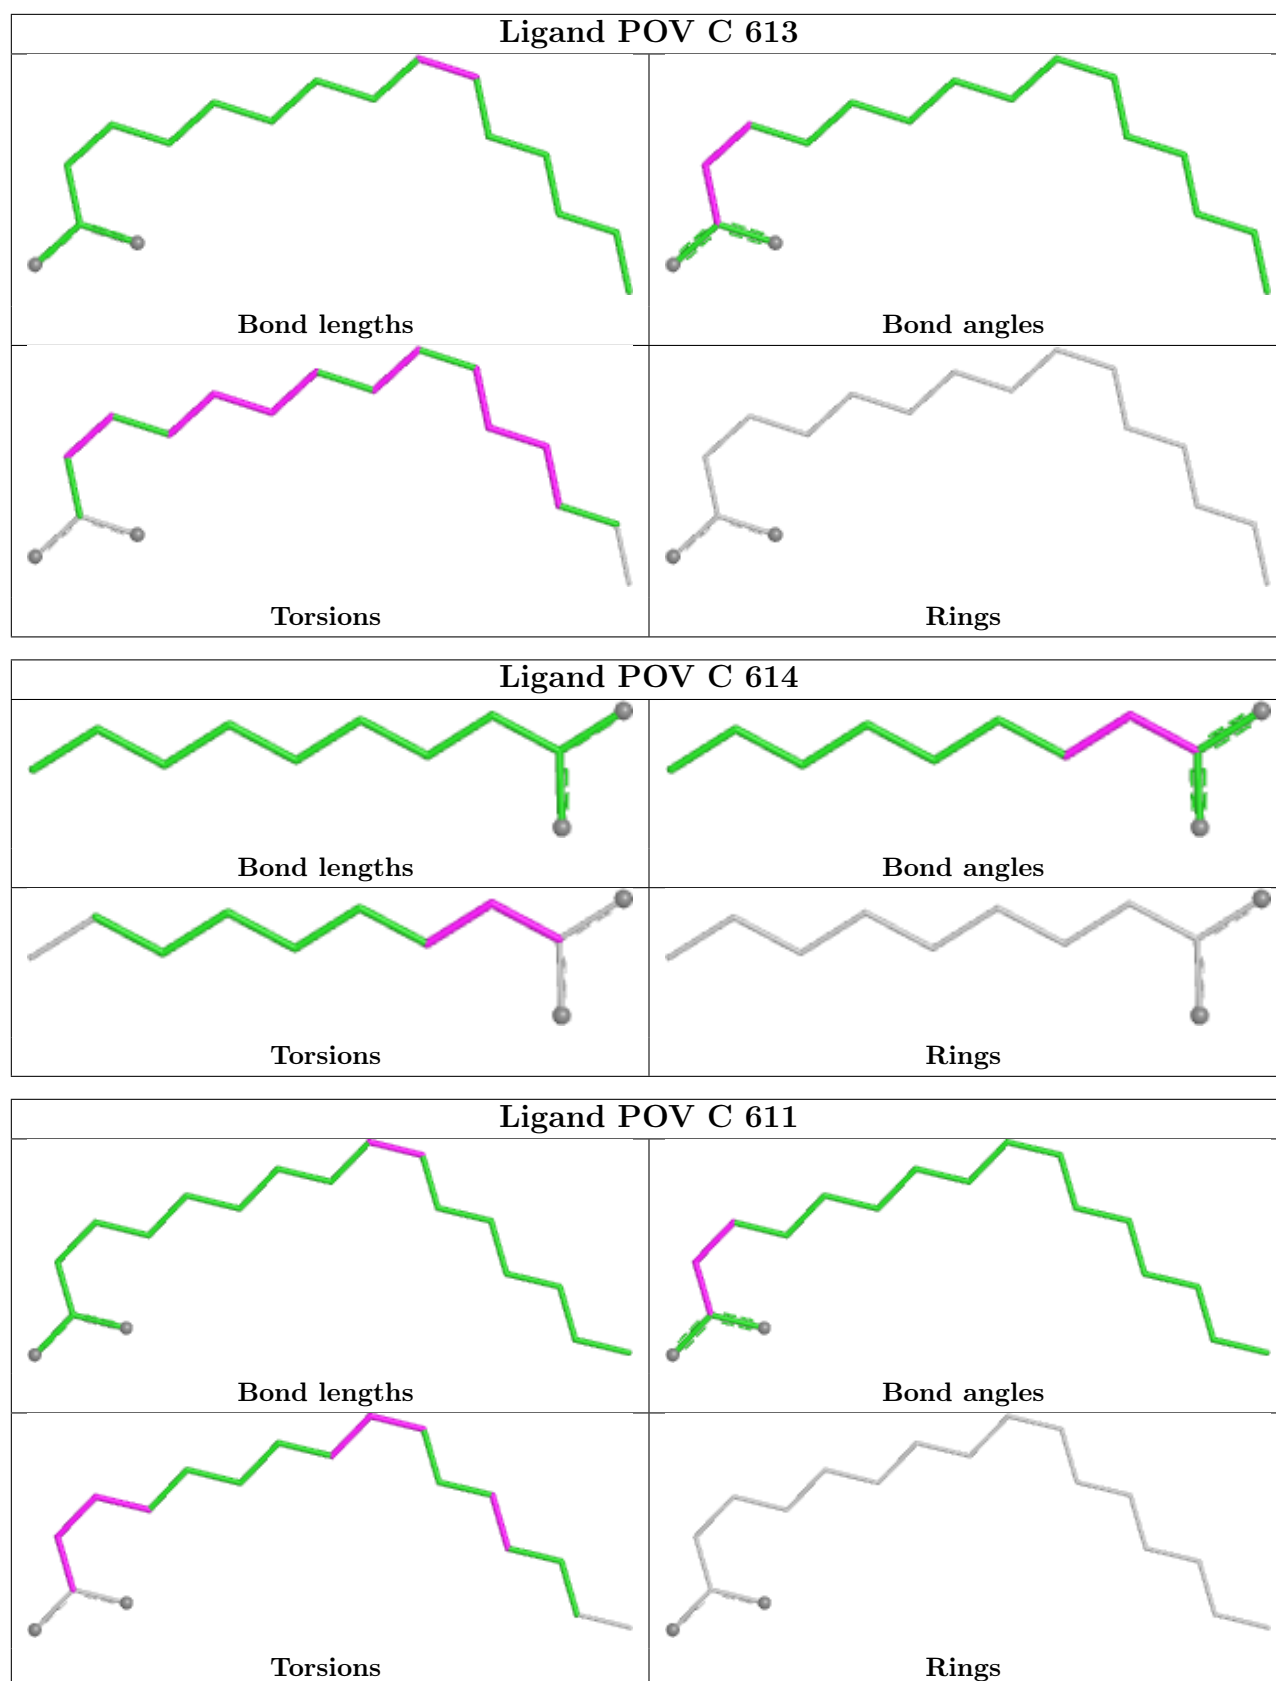 Ligand POV C 613
Bond lengths
Bond angles
Torsions
Rings
Ligand POV C 614
Bond lengths
Bond angles
Torsions
Rings
Ligand POV C 611
Bond lengths
Bond angles
Torsions
Rings